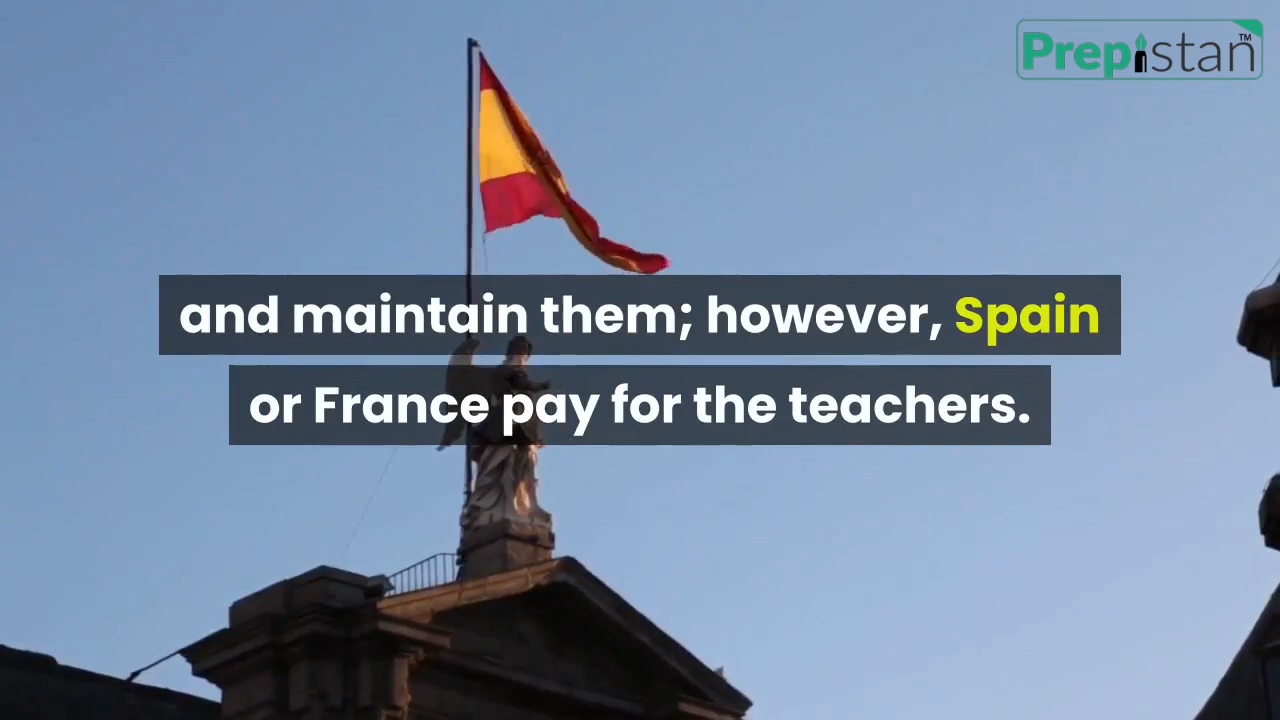 Prepistan™
and maintain them; however, Spain
or France pay for the teachers.